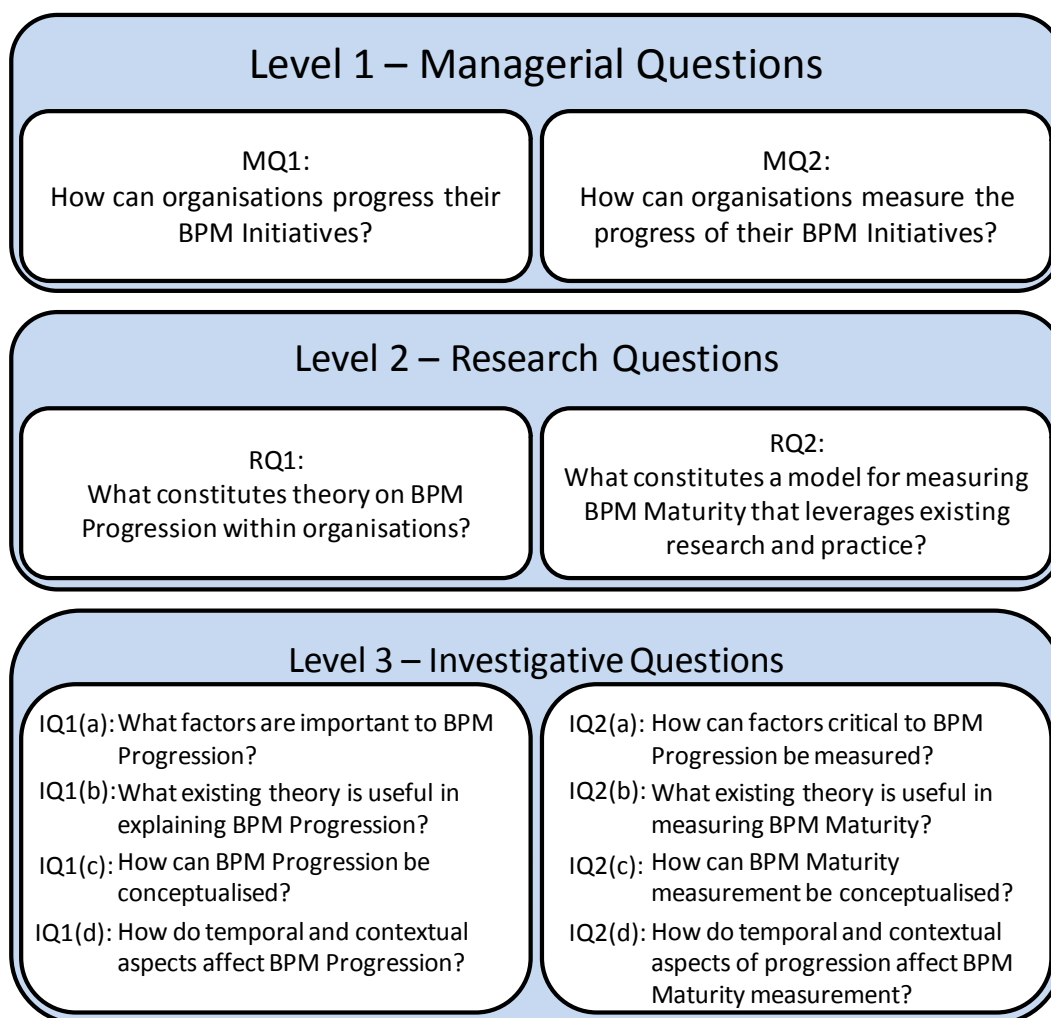 Level 1 – Managerial Questions
MQ1:
How can organisations progress their
BPM Initiatives?
MQ2:
How can organisations measure the
progress of their BPM Initiatives?
Level 2 – Research Questions
RQ1:
What constitutes theory on BPM
Progression within organisations?
RQ2:
What constitutes a model for measuring
BPM Maturity that leverages existing
research and practice?
Level 3 – Investigative Questions
IQ1(a): What factors are important to BPM
Progression?
IQ1(b): What existing theory is useful in
explaining BPM Progression?
IQ1(c): How can BPM Progression be
conceptualised?
IQ1(d): How do temporal and contextual
aspects affect BPM Progression?
IQ2(a): How can factors critical to BPM
Progression be measured?
IQ2(b): What existing theory is useful in
measuring BPM Maturity?
IQ2(c): How can BPM Maturity
measurement be conceptualised?
IQ2(d): How do temporal and contextual
aspects of progression affect BPM
Maturity measurement?